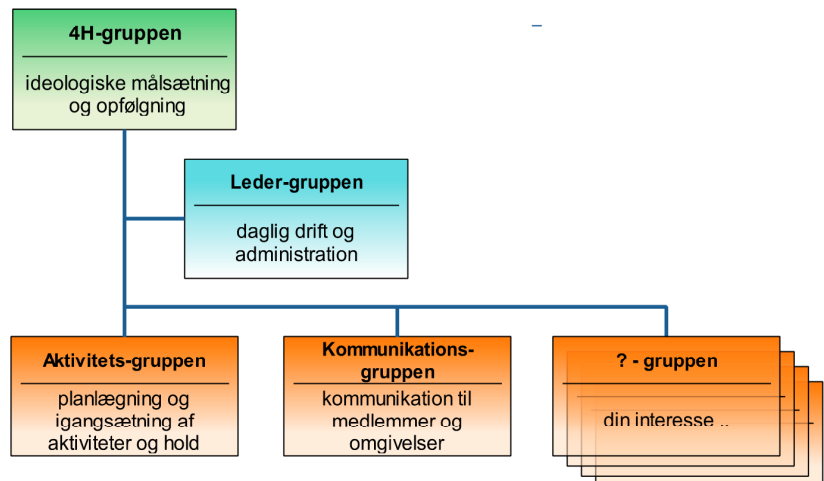 4H-gruppen
ideologiske målsætning
og opfølgning
Leder-gruppen
daglig drift og
administration
Aktivitets-gruppen
planlægning og
igangsætning af
aktiviteter og hold
Kommunikations-
gruppen
kommunikation til
medlemmer og
omgivelser
? - gruppen
din interesse ..